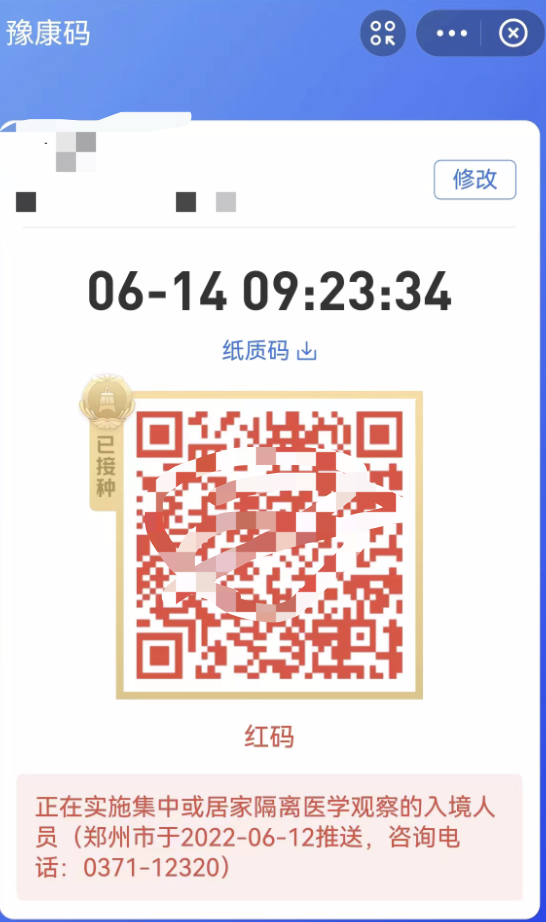 豫康码
修改
06-14 09:23:34
纸质码
已接种
红码
正在实施集中或居家隔离医学观察的入境人
员（郑州市于2022-06-12推送，咨询电
话：0371-12320）